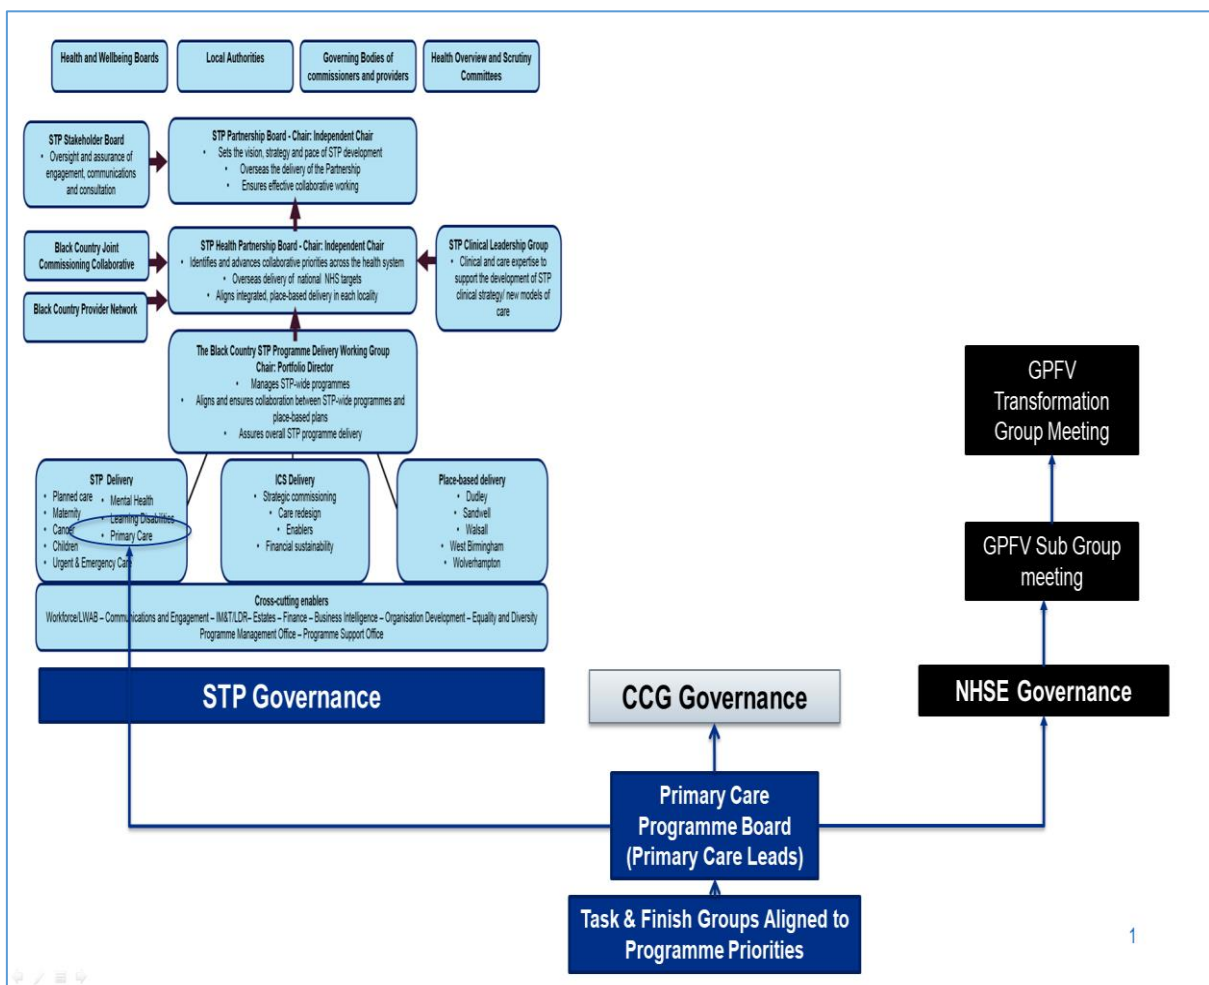 Health and Wellbeing Boards
Local Authorities
Governing Bodies of
commissioners and providers
Health Overview and Scrutiny
Committees
STP Stakeholder Board
• Oversight and assurance of
engagement, communications
and consultation
STP Partnership Board - Chair: Independent Chair
• Sets the vision, strategy and pace of STP development
• Overseas the delivery of the Partnership
• Ensures effective collaborative working
Black Country Joint
Commissioning Collaborative
Black Country Provider Network
STP Health Partnership Board - Chair: Independent Chair
• Identifies and advances collaborative priorities across the health system
• Overseas delivery of national NHS targets
• Aligns integrated, place-based delivery in each locality
STP Clinical Leadership Group
• Clinical and care expertise to
support the development of STP
clinical strategy/ new models of
care
The Black Country STP Programme Delivery Working Group
Chair: Portfolio Director
• Manages STP-wide programmes
• Aligns and ensures collaboration between STP-wide programmes and
place-based plans
• Assures overall STP programme delivery
STP Delivery
• Planned care
• Maternity
• Cancer
• Children
• Urgent & Emergency Care
• Mental Health
• Learning Disabilities
• Primary Care
ICS Delivery
• Strategic commissioning
• Care redesign
• Enablers
• Financial sustainability
Place-based delivery
• Dudley
• Sandwell
• Walsall
• West Birmingham
• Wolverhampton
Cross-cutting enablers
Workforce/LWAB – Communications and Engagement – IM&T/LDR– Estates – Finance – Business Intelligence – Organisation Development – Equality and Diversity
Programme Management Office – Programme Support Office
STP Governance
CCG Governance
GPFV
Transformation
Group Meeting
GPFV Sub Group
meeting
NHSE Governance
Primary Care
Programme Board
(Primary Care Leads)
Task & Finish Groups Aligned to
Programme Priorities
1